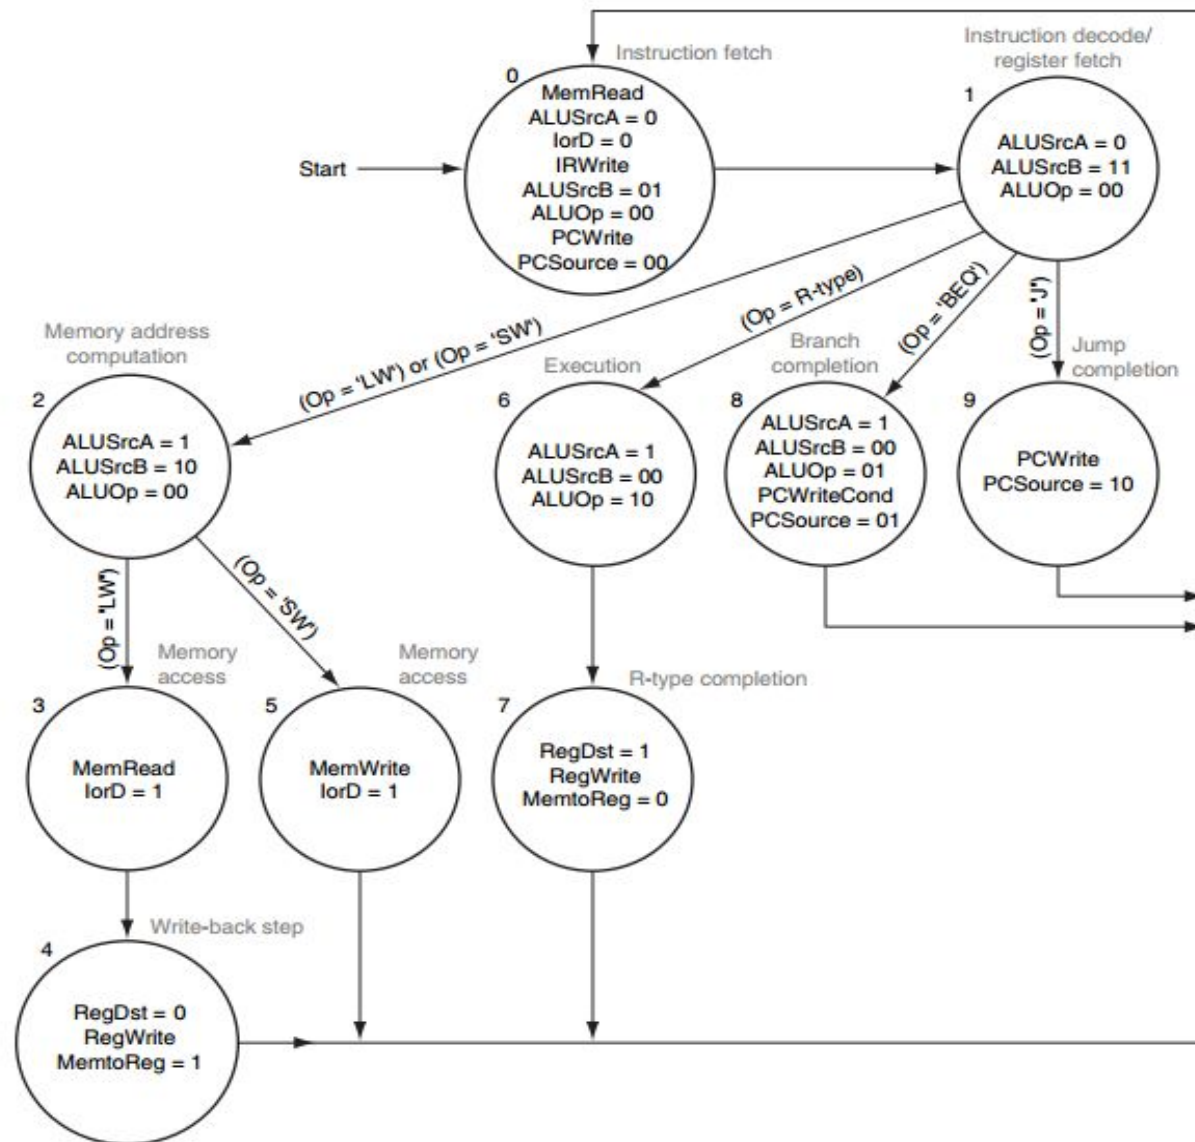 Instruction fetch
Instruction decode/
register fetch
0
MemRead
ALUSrcA = 0
IorD = 0
IRWrite
ALUSrcB = 01
ALUOp = 00
PCWrite
PCSource = 00
1
ALUSrcA = 0
ALUSrcB = 11
ALUOp = 00
Start
(Op = 'LW') or (Op = 'SW')
(Op = R-type)
(Op = 'BEQ')
(Op = 'J')
Memory address
computation
2
ALUSrcA = 1
ALUSrcB = 10
ALUOp = 00
Execution
6
ALUSrcA = 1
ALUSrcB = 00
ALUOp = 10
Branch
completion
8
ALUSrcA = 1
ALUSrcB = 00
ALUOp = 01
PCWriteCond
PCSource = 01
Jump
completion
9
PCWrite
PCSource = 10
(Op = 'LW')
(Op = 'SW')
Memory
access
3
MemRead
IorD = 1
Memory
access
5
MemWrite
IorD = 1
R-type completion
7
RegDst = 1
RegWrite
MemtoReg = 0
Write-back step
4
RegDst = 0
RegWrite
MemtoReg = 1